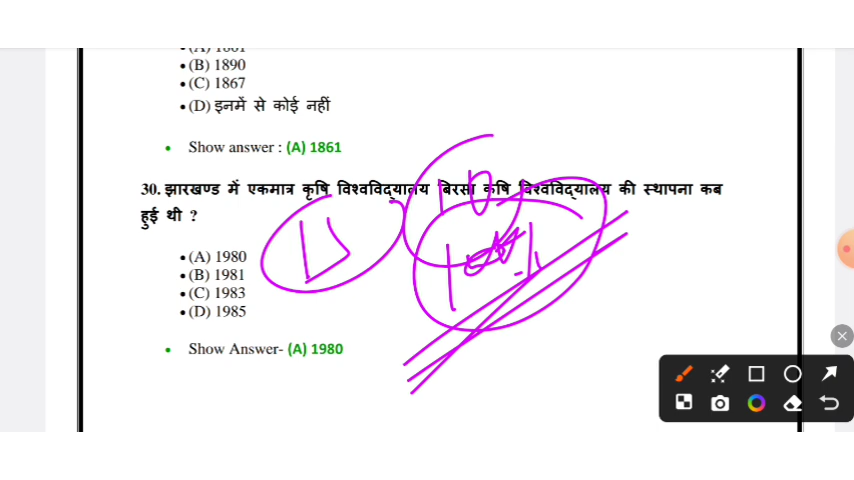 • (A) 1861
• (B) 1890
• (C) 1867
• (D) इनमें से कोई नहीं
• Show answer : (A) 1861
30. झारखण्ड में एकमात्र कृषि विश्वविद्यालय बिरसा कृषि विश्वविद्यालय की स्थापना कब
हुई थी ?
• (A) 1980
• (B) 1981
• (C) 1983
• (D) 1985
• Show Answer- (A) 1980